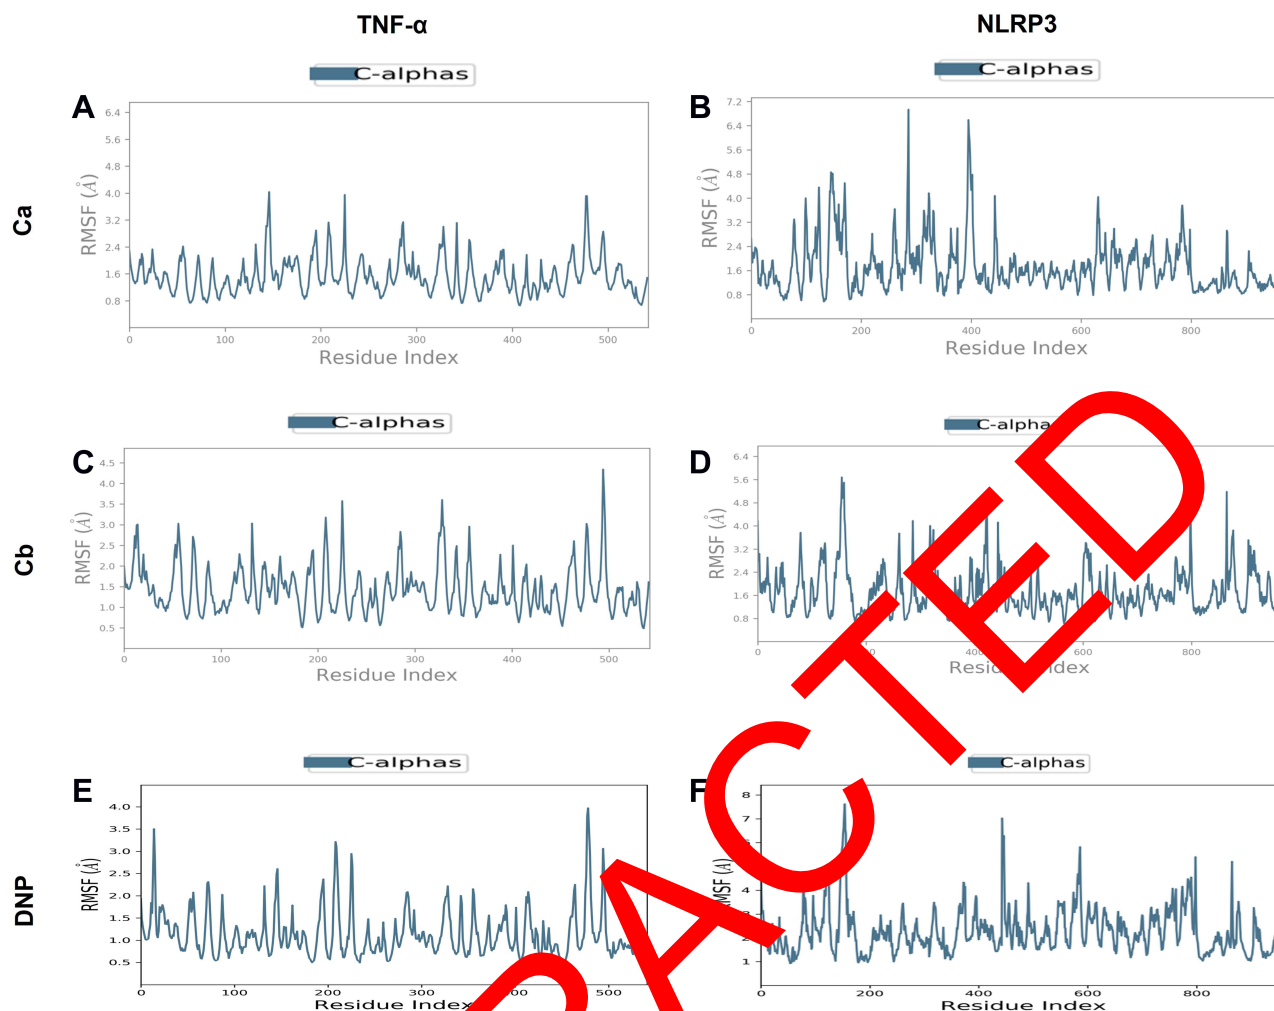 TNF-α
NLRP3
C-alphas
C-alphas
A
B
Ca
RMSF (Å)
6.4
5.6
4.8
4.0
3.2
2.4
1.6
0.8
0 100 200 300 400 500
Residue Index
RMSF (Å)
7.2
6.4
5.6
4.8
4.0
3.2
2.4
1.6
0.8
0 200 400 600 800
Residue Index
C-alphas
C-alpha
C
D
Cb
RMSF (Å)
4.5
4.0
3.5
3.0
2.5
2.0
1.5
1.0
0.5
0 100 200 300 400 500
Residue Index
RMSF (Å)
6.4
5.6
4.8
4.0
3.2
2.4
1.6
0.8
0 600 800
Index
C-alphas
C-alphas
E
F
DNP
RMSF (Å)
4.0
3.5
3.0
2.5
2.0
1.5
1.0
0.5
0 100 200 300 400 500
Residue Index
8
7
4
1
0 200 400 600 800
Residue Index
ACTED